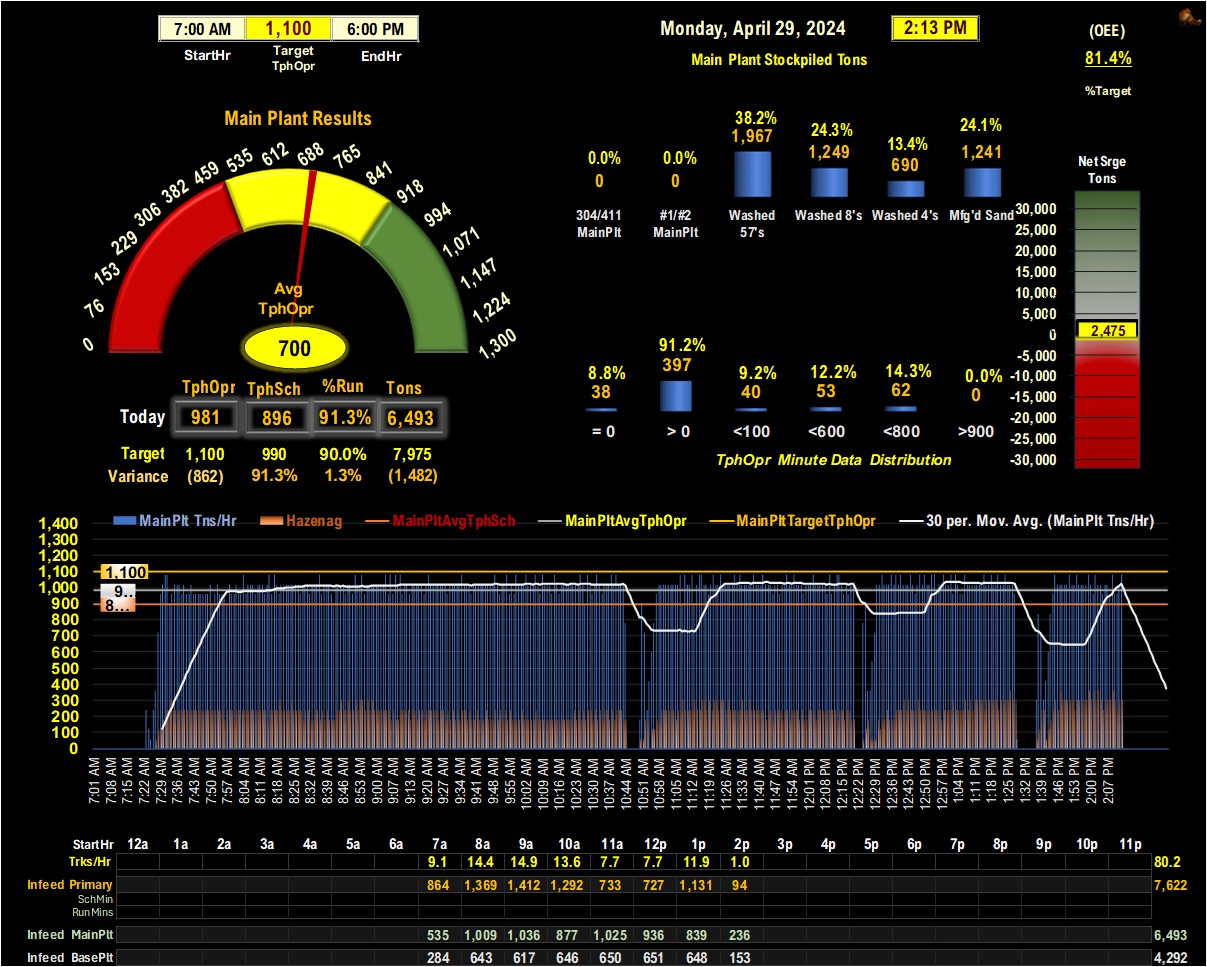 7:00 AM 1,100 6:00 PM
StartHr Target TphOpr EndHr
Monday, April 29, 2024 2:13 PM
Main Plant Stockpiled Tons
(OEE)
81.4%
%Target
Main Plant Results
0 76 153 229 306 382 459 535 612 688 765 841 918 994 1,071 1,147 1,224 1,300
Avg
TphOpr
700
TphOpr TphSch %Run Tons
Today 981 896 91.3% 6,493
Target 1,100 990 90.0% 7,975
Variance (862) 91.3% 1.3% (1,482)
0.0% 0.0% 38.2% 24.3% 13.4% 24.1%
0 0 1,967 1,249 690 1,241
304/411 MainPlt #1/#2 MainPlt Washed 57's Washed 8's Washed 4's Mfg'd Sand
8.8% 91.2% 9.2% 12.2% 14.3% 0.0%
38 397 40 53 62 0
= 0 > 0 <100 <600 <800 >900
TphOpr Minute Data Distribution
Net Srge
Tons
30,000
25,000
20,000
15,000
10,000
5,000
0
2,475
-5,000
-10,000
-15,000
-20,000
-25,000
-30,000
MainPlt Tns/Hr Hazenag MainPltAvgTphSch MainPltAvgTphOpr MainPltTargetTphOpr 30 per. Mov. Avg. (MainPlt Tns/Hr)
1,400
1,300
1,200
1,100
1,000
900
800
700
600
500
400
300
200
100
0
1,100
9..
8...
7:01 AM 7:08 AM 7:15 AM 7:22 AM 7:29 AM 7:36 AM 7:43 AM 7:50 AM 7:57 AM 8:04 AM 8:11 AM 8:18 AM 8:25 AM 8:32 AM 8:39 AM 8:46 AM 8:53 AM 9:00 AM 9:07 AM 9:13 AM 9:20 AM 9:27 AM 9:34 AM 9:41 AM 9:48 AM 9:55 AM 10:02 AM 10:09 AM 10:16 AM 10:23 AM 10:30 AM 10:37 AM 10:44 AM 10:51 AM 10:58 AM 11:05 AM 11:12 AM 11:19 AM 11:26 AM 11:33 AM 11:40 AM 11:47 AM 11:54 AM 12:01 PM 12:08 PM 12:15 PM 12:22 PM 12:29 PM 12:36 PM 12:43 PM 12:50 PM 12:57 PM 1:04 PM 1:11 PM 1:18 PM 1:25 PM 1:32 PM 1:39 PM 1:46 PM 1:53 PM 2:00 PM 2:07 PM
StartHr 12a 1a 2a 3a 4a 5a 6a 7a 8a 9a 10a 11a 12p 1p 2p 3p 4p 5p 6p 7p 8p 9p 10p 11p
Trks/Hr 9.1 14.4 14.9 13.6 7.7 7.7 11.9 1.0 80.2
Infeed Primary 864 1,369 1,412 1,292 733 727 1,131 94 7,622
SchMin
RunMins
Infeed MainPlt 535 1,009 1,036 877 1,025 936 839 236 6,493
Infeed BasePlt 284 643 617 646 650 651 648 153 4,292